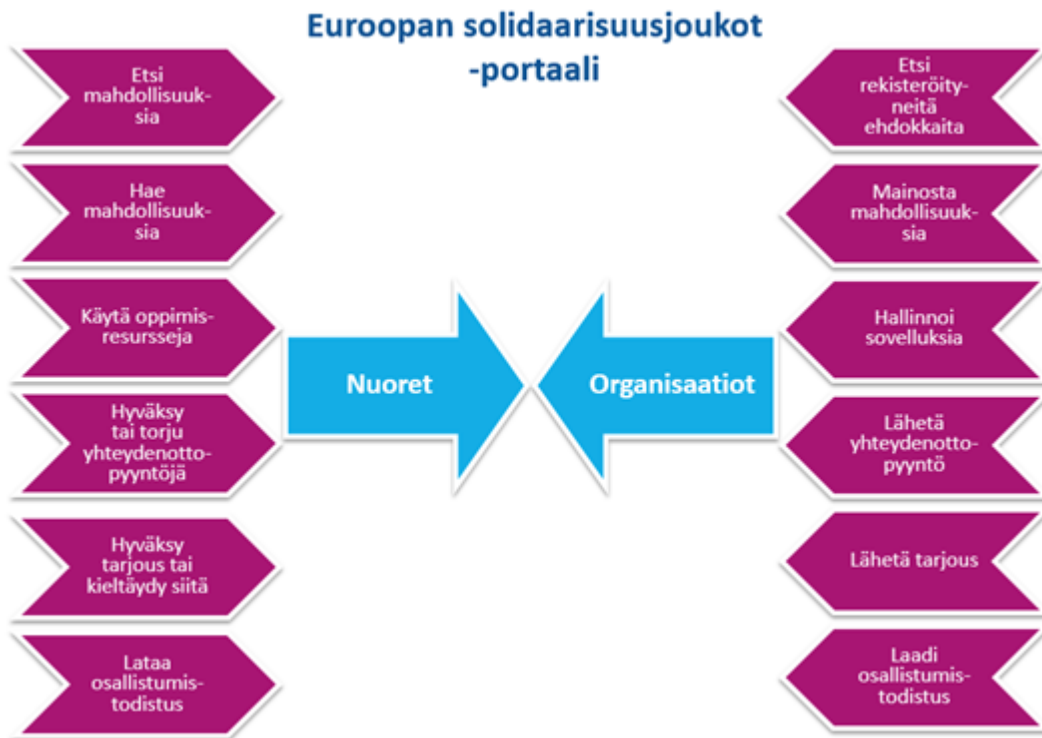 Euroopan solidaarisuusjoukot
-portaali
Etsi
mahdollisuuk-
sia
Hae
mahdollisuuk-
sia
Käytä oppimis-
resursseja
Hyväksy
tai torju
yhteydenotto-
pyyntöjä
Hyväksy
tarjous tai
kieltäydy siitä
Lataa
osallistumis-
todistus
Nuoret
Organisaatiot
Etsi
rekisteröity-
neitä
ehdokkaita
Mainosta
mahdollisuuk-
sia
Hallinnoi
sovelluksia
Lähetä
yhteydenotto-
pyyntö
Lähetä tarjous
Laadi
osallistumis-
todistus